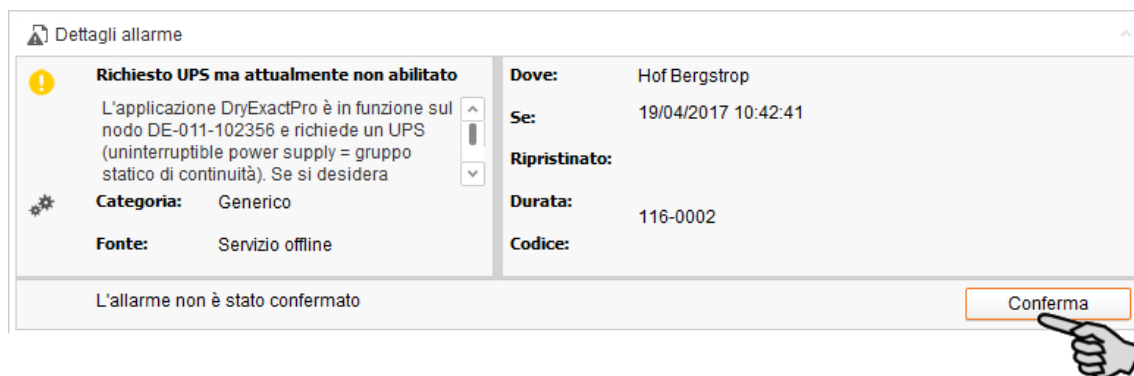 Dettagli allarme
Richiesto UPS ma attualmente non abilitato
L'applicazione DryExactPro è in funzione sul
nodo DE-011-102356 e richiede un UPS
(uninterruptible power supply = gruppo
statico di continuità). Se si desidera
Categoria: Generico
Fonte: Servizio offline
Dove: Hof Bergstrop
Se: 19/04/2017 10:42:41
Ripristinato:
Durata:
116-0002
Codice:
L'allarme non è stato confermato
Conferma